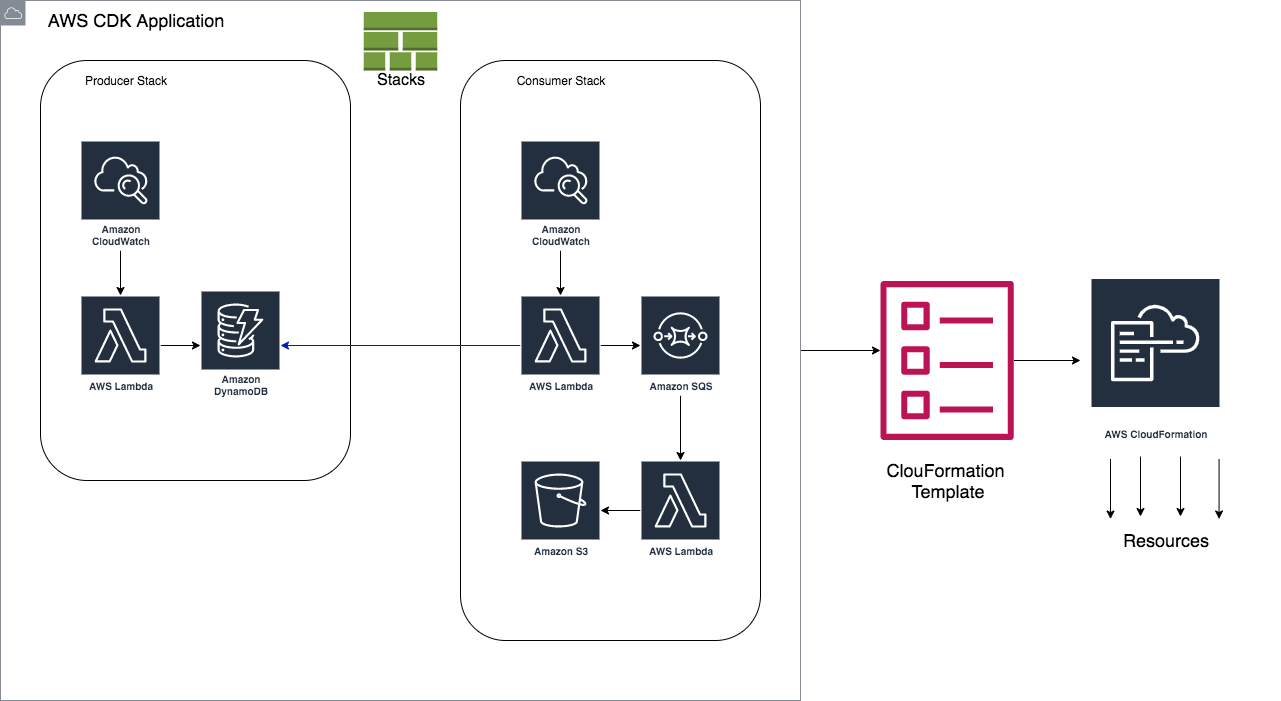 AWS CDK Application
Stacks
Producer Stack
Consumer Stack
Amazon
CloudWatch
Amazon
CloudWatch
AWS Lambda
Amazon
DynamoDB
AWS Lambda
Amazon SQS
Amazon S3
AWS Lambda
ClouFormation
Template
AWS CloudFormation
Resources